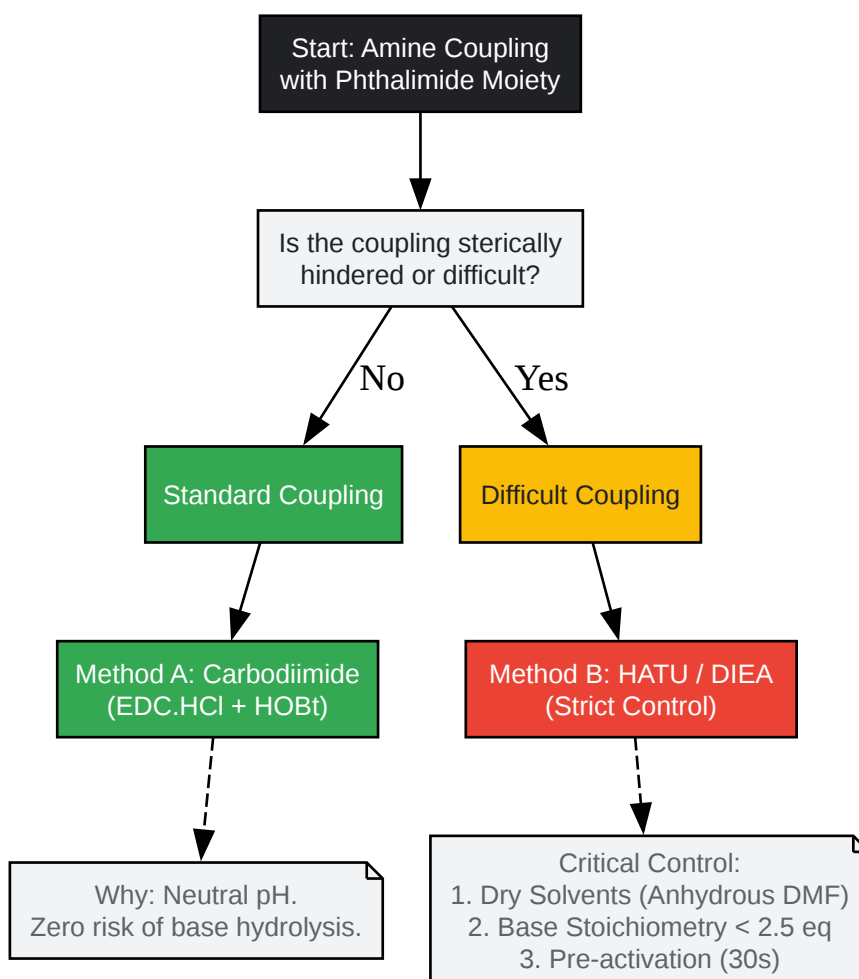 Start: Amine Coupling
with Phthalimide Moiety
Is the coupling sterically
hindered or difficult?
No
Yes
Standard Coupling
Difficult Coupling
Method A: Carbodiimide
(EDC.HCl + HOBt)
Method B: HATU / DIEA
(Strict Control)
Why: Neutral pH.
Zero risk of base hydrolysis.
Critical Control:
1. Dry Solvents (Anhydrous DMF)
2. Base Stoichiometry < 2.5 eq
3. Pre-activation (30s)